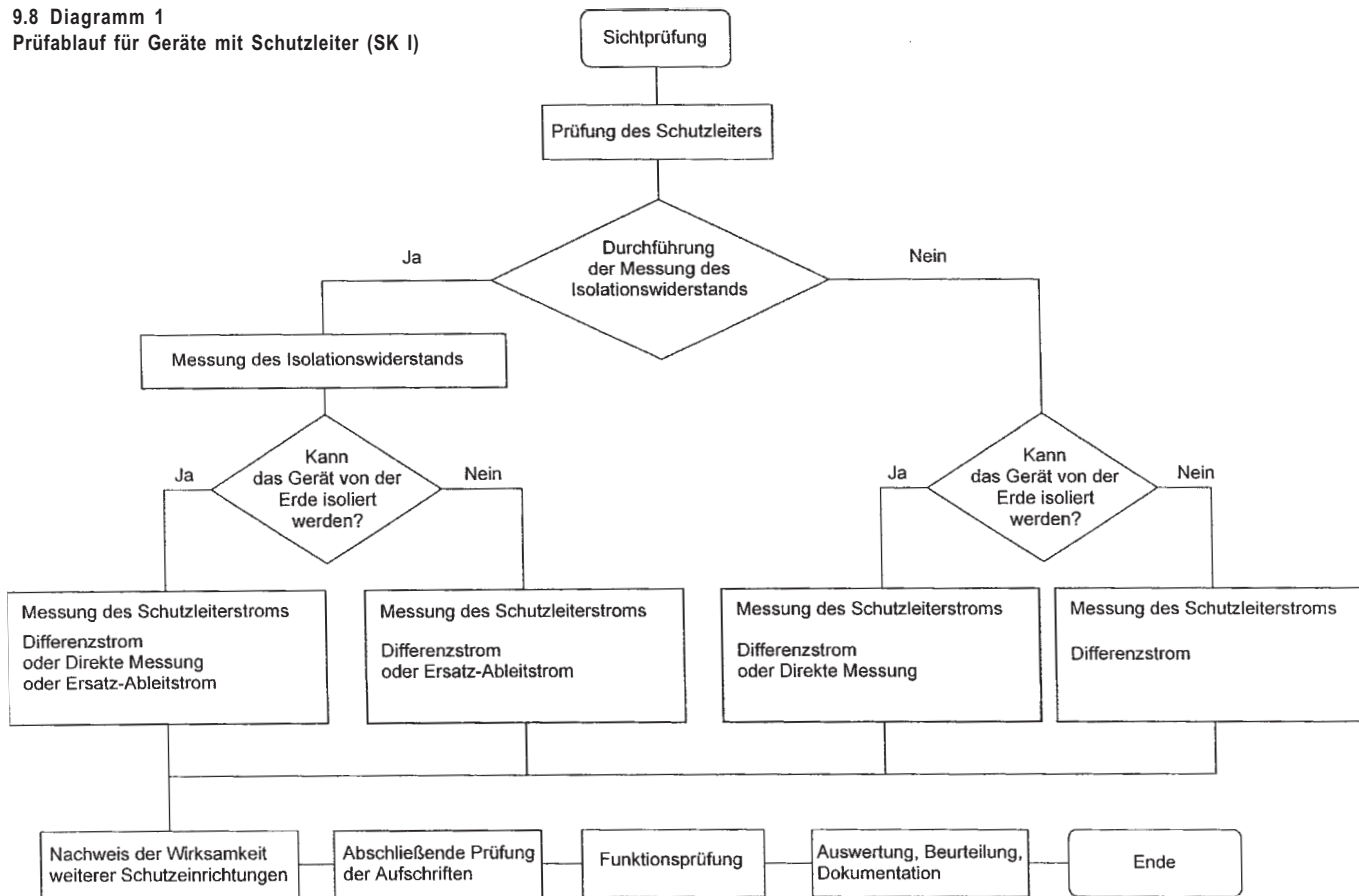 9.8 Diagramm 1
Prüfablauf für Geräte mit Schutzleiter (SK I)
Sichtprüfung
Prüfung des Schutzleiters
Durchführung
der Messung des
Isolationswiderstands
Ja
Nein
Messung des Isolationswiderstands
Kann
das Gerät von der
Erde isoliert
werden?
Ja
Nein
Kann
das Gerät von der
Erde isoliert
werden?
Ja
Nein
Messung des Schutzleiterstroms
Differenzstrom
oder Direkte Messung
oder Ersatz-Ableitstrom
Messung des Schutzleiterstroms
Differenzstrom
oder Ersatz-Ableitstrom
Messung des Schutzleiterstroms
Differenzstrom
oder Direkte Messung
Messung des Schutzleiterstroms
Differenzstrom
Nachweis der Wirksamkeit
weiterer Schutzeinrichtungen
Abschließende Prüfung
der Aufschriften
Funktionsprüfung
Auswertung, Beurteilung,
Dokumentation
Ende